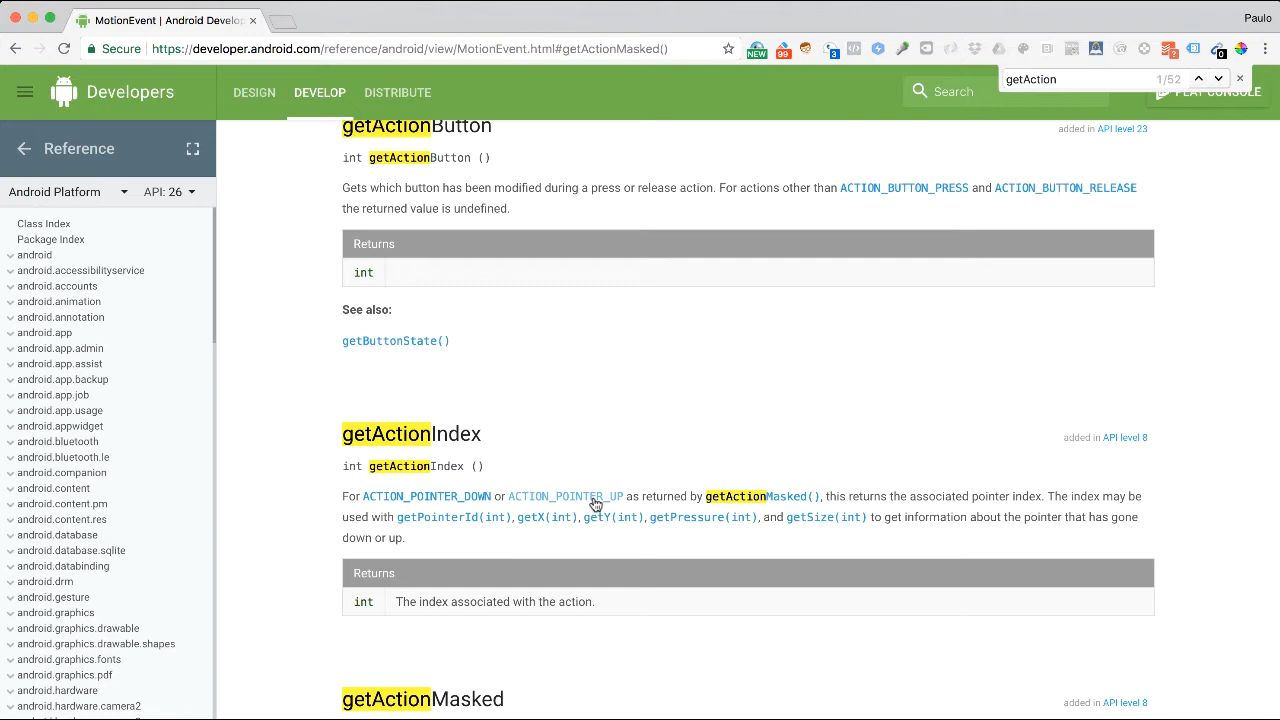 MotionEvent | Android Develo
Paulo
Secure https://developer.android.com/reference/android/view/MotionEvent.html#getActionMasked()
NEW
99
3
?
0
getAction 1/52
Developers
DESIGN DEVELOP DISTRIBUTE
Search
PLAY CONSOLE
Reference
Android Platform API: 26
Class Index
Package Index
android
android.accessibilityservice
android.accounts
android.animation
android.annotation
android.app
android.app.admin
android.app.assist
android.app.backup
android.app.job
android.app.usage
android.appwidget
android.bluetooth
android.bluetooth.le
android.companion
android.content
android.content.pm
android.content.res
android.database
android.database.sqlite
android.databinding
android.drm
android.gesture
android.graphics
android.graphics.drawable
android.graphics.drawable.shapes
android.graphics.fonts
android.graphics.pdf
android.hardware
android.hardware.camera2
getActionButton
added in API level 23
int getActionButton ()
Gets which button has been modified during a press or release action. For actions other than ACTION_BUTTON_PRESS and ACTION_BUTTON_RELEASE
the returned value is undefined.
Returns
int
See also:
getButtonState()
getActionIndex
added in API level 8
int getActionIndex ()
For ACTION_POINTER_DOWN or ACTION_POINTER_UP as returned by getActionMasked(), this returns the associated pointer index. The index may be
used with getPointerId(int), getX(int), getY(int), getPressure(int), and getSize(int) to get information about the pointer that has gone
down or up.
Returns
int The index associated with the action.
getActionMasked
added in API level 8